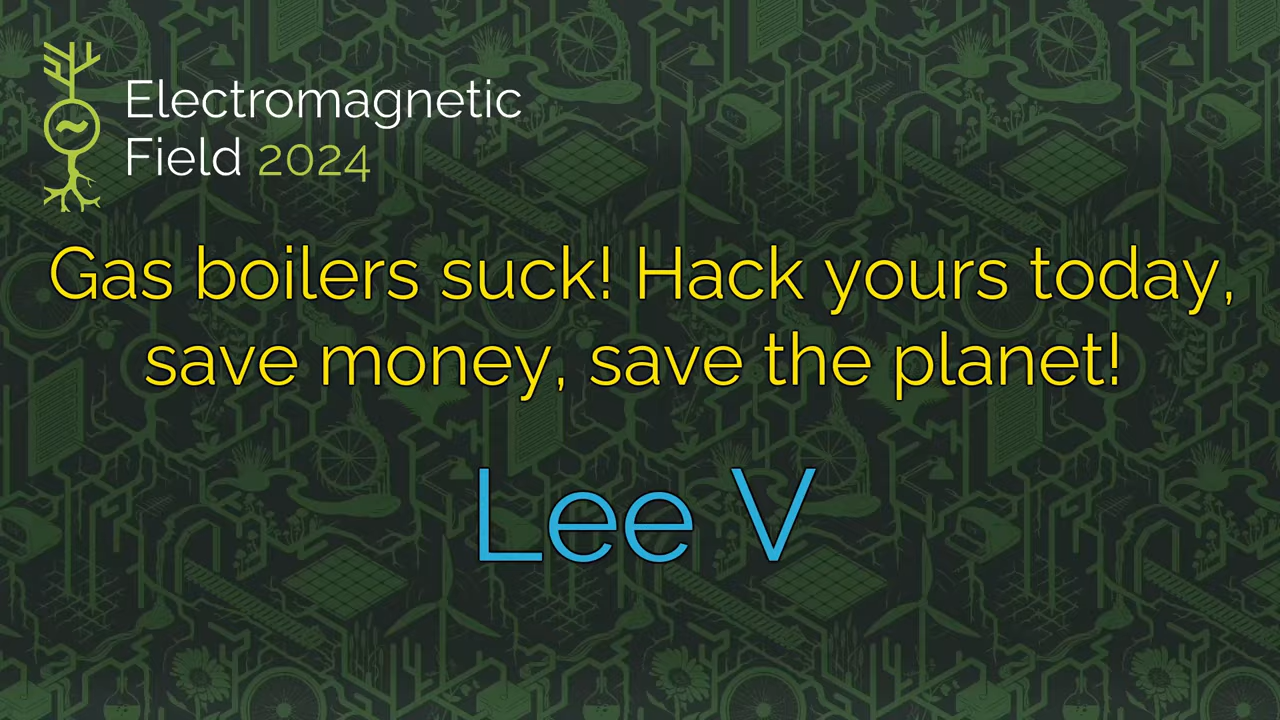 Electromagnetic
Field 2024
Gas boilers suck! Hack yours today,
save money, save the planet!
Lee V